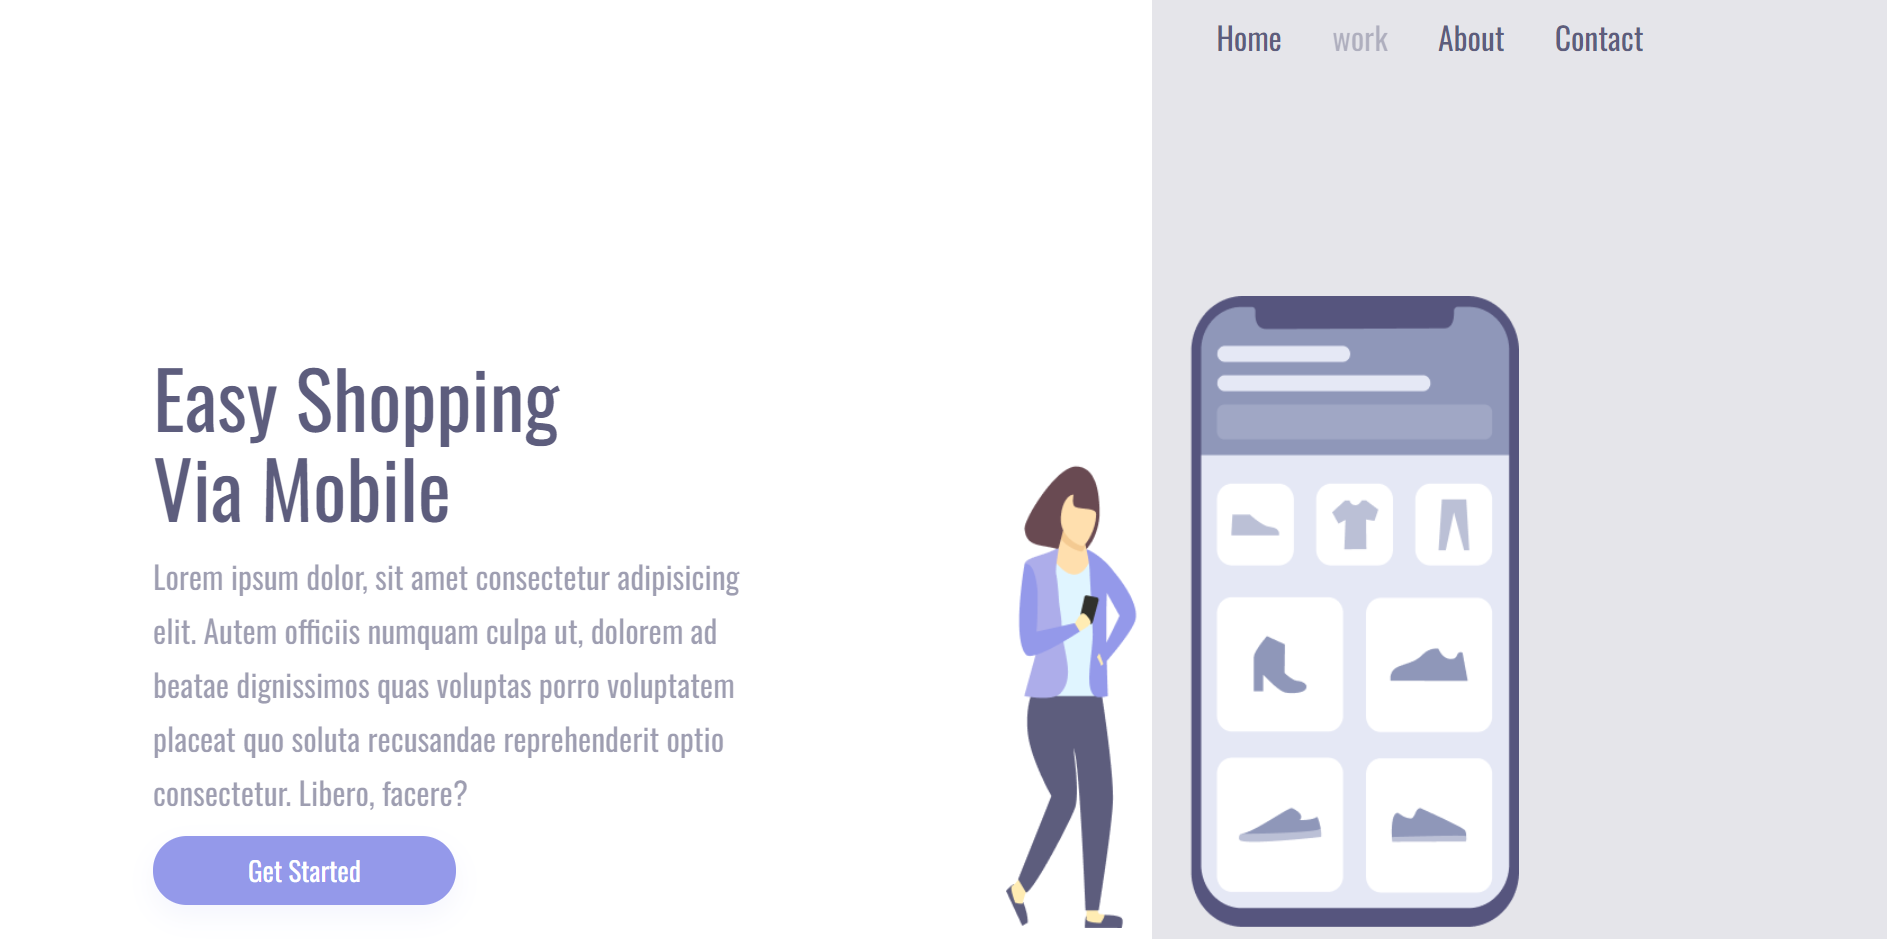 Home work About Contact
Easy Shopping
Via Mobile
Lorem ipsum dolor, sit amet consectetur adipisicing
elit. Autem officiis numquam culpa ut, dolorem ad
beatae dignissimos quas voluptas porro voluptatem
placeat quo soluta recusandae reprehenderit optio
consectetur. Libero, facere?
Get Started